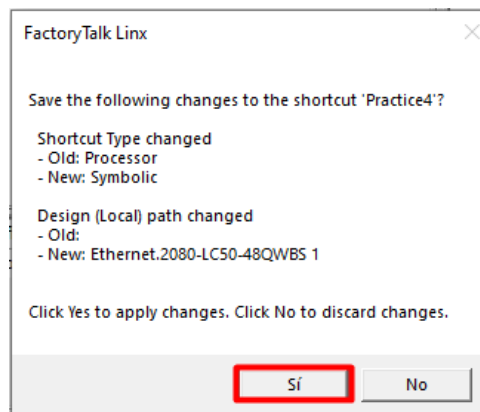 FactoryTalk Linx
Save the following changes to the shortcut 'Practice4'?
Shortcut Type changed
- Old: Processor
- New: Symbolic
Design (Local) path changed
- Old:
- New: Ethernet.2080-LC50-48QWBS 1
Click Yes to apply changes. Click No to discard changes.
Sí
No